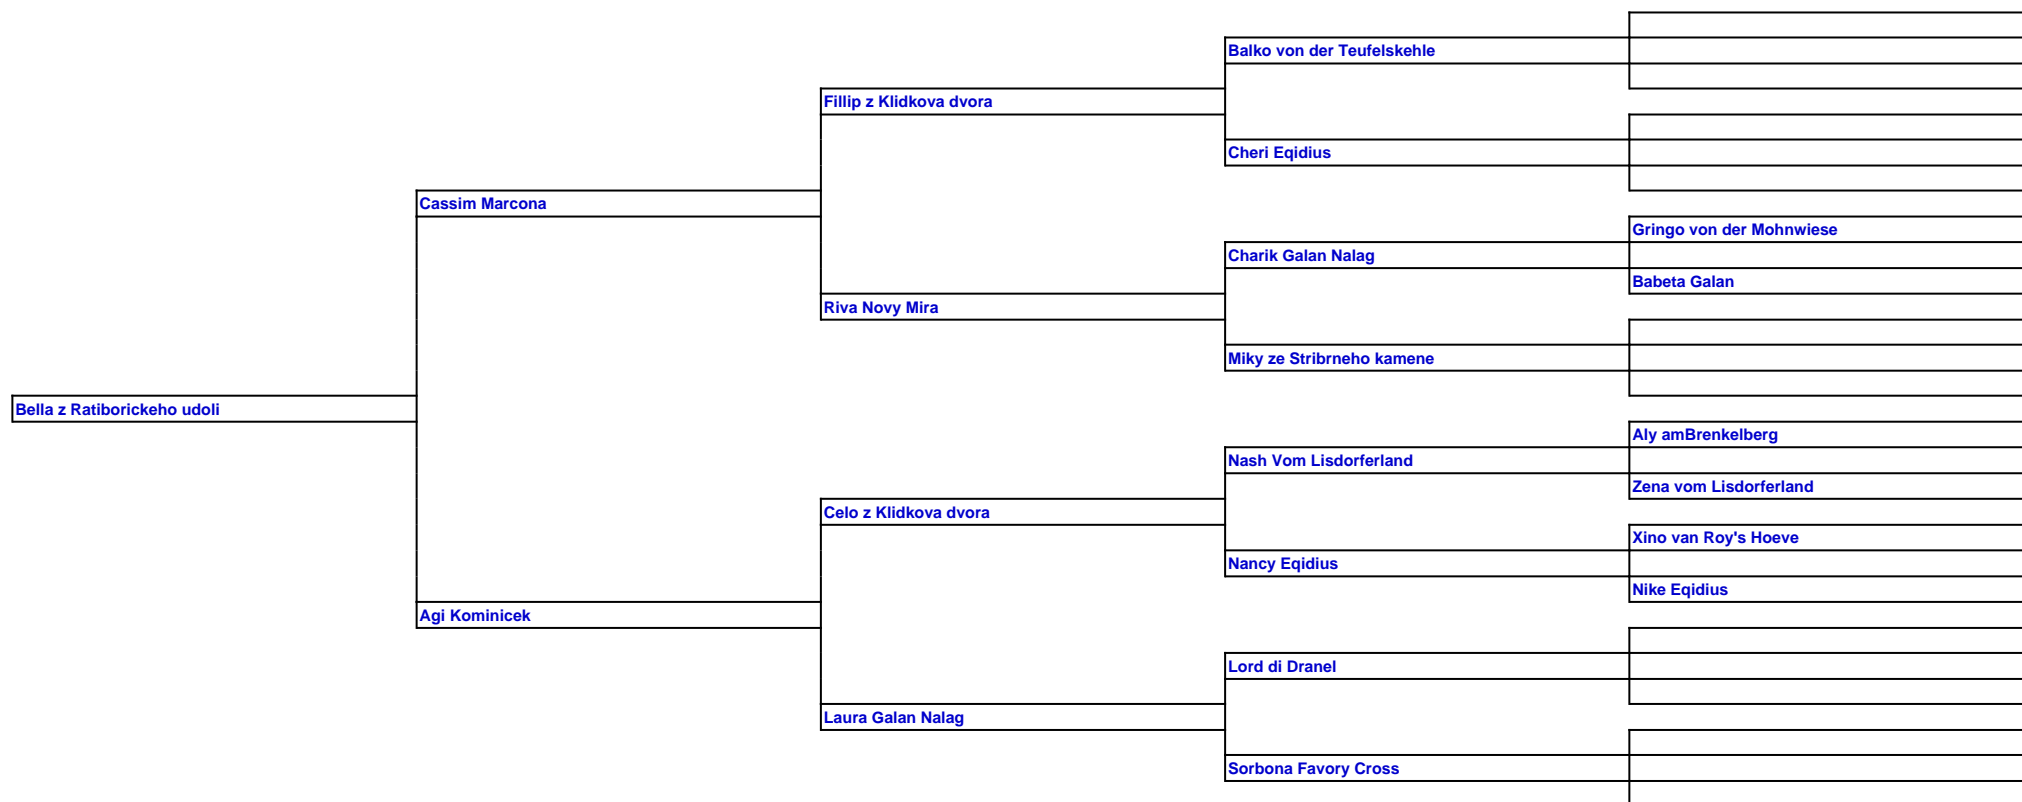 Balko von der Teufelskehle
Fillip z Klidkova dvora
Cheri Eqidius
Cassim Marcona
Gringo von der Mohnwiese
Charik Galan Nalag
Babeta Galan
Riva Novy Mira
Miky ze Stribrneho kamene
Bella z Ratiborickeho udoli
Aly amBrenkelberg
Nash Vom Lisdorferland
Zena vom Lisdorferland
Celo z Klidkova dvora
Xino van Roy's Hoeve
Nancy Eqidius
Nike Eqidius
Agi Kominicek
Lord di Dranel
Laura Galan Nalag
Sorbona Favory Cross